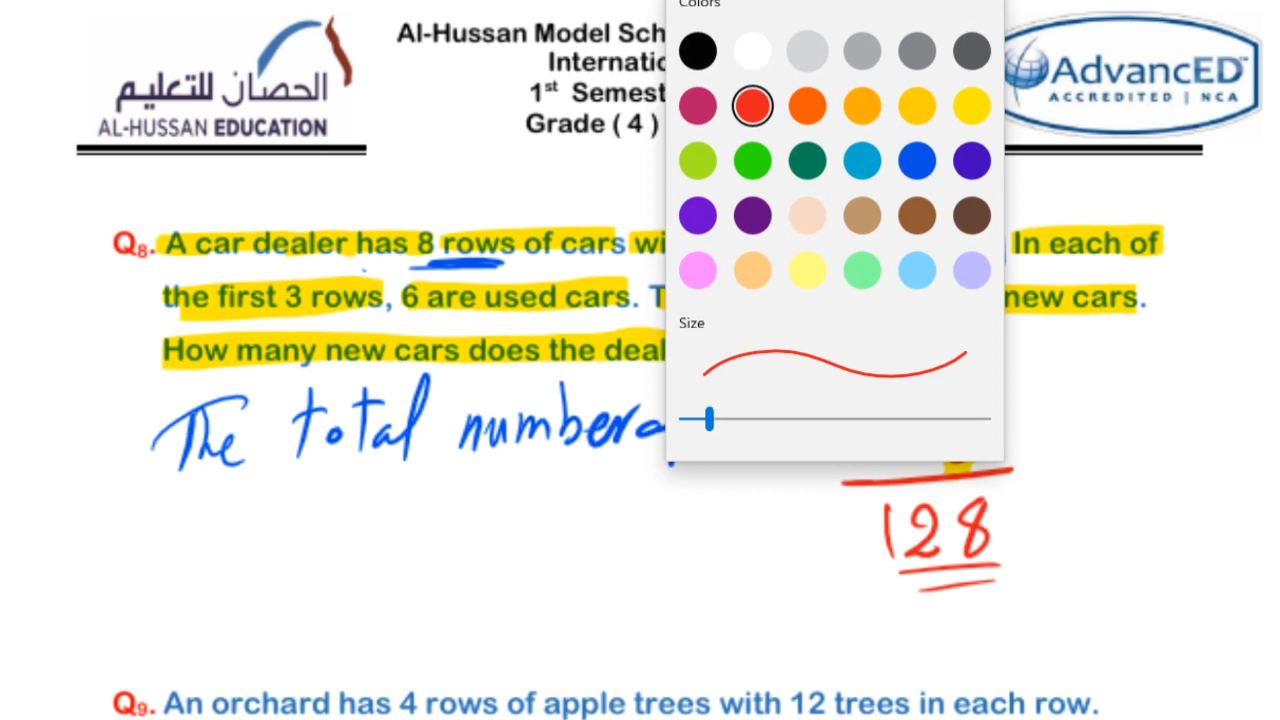 Colors
Al-Hussan Model Sch
Internatio
1st Semest
Grade ( 4 )
الحصان للتعليم
AL-HUSSAN EDUCATION
AdvancED™
ACCREDITED | NCA
Q8. A car dealer has 8 rows of cars wi In each of
the first 3 rows, 6 are used cars. T new cars.
How many new cars does the deal
Size
The total number
128
Q9. An orchard has 4 rows of apple trees with 12 trees in each row.